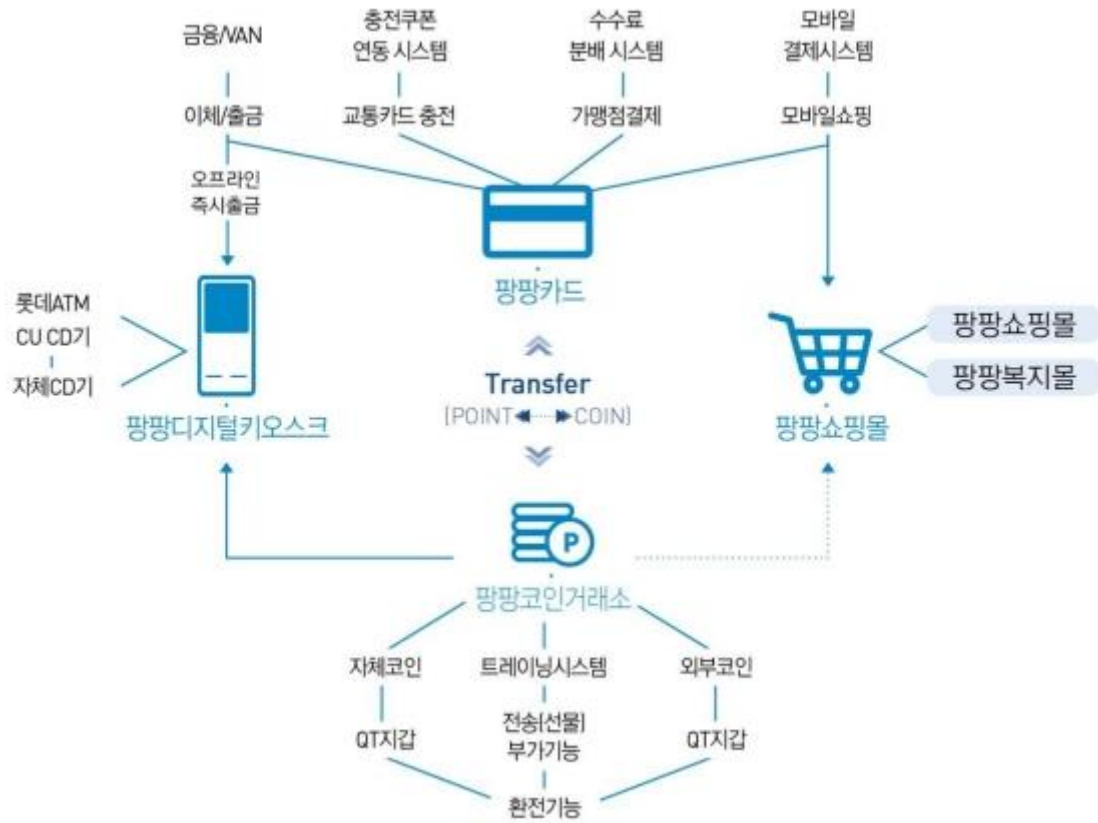 금융/VAN
충전쿠폰
연동 시스템
수수료
분배 시스템
모바일
결제시스템
이체/출금
교통카드 충전
가맹점결제
모바일쇼핑
오프라인
즉시출금
팡팡카드
롯데ATM
CU CD기
자체CD기
팡팡디지털키오스크
Transfer
(POINT COIN)
팡팡쇼핑몰
팡팡복지몰
팡팡쇼핑몰
P
팡팡코인거래소
자체코인
트레이닝시스템
외부코인
QT지갑
전송(선물)
부가기능
QT지갑
환전기능